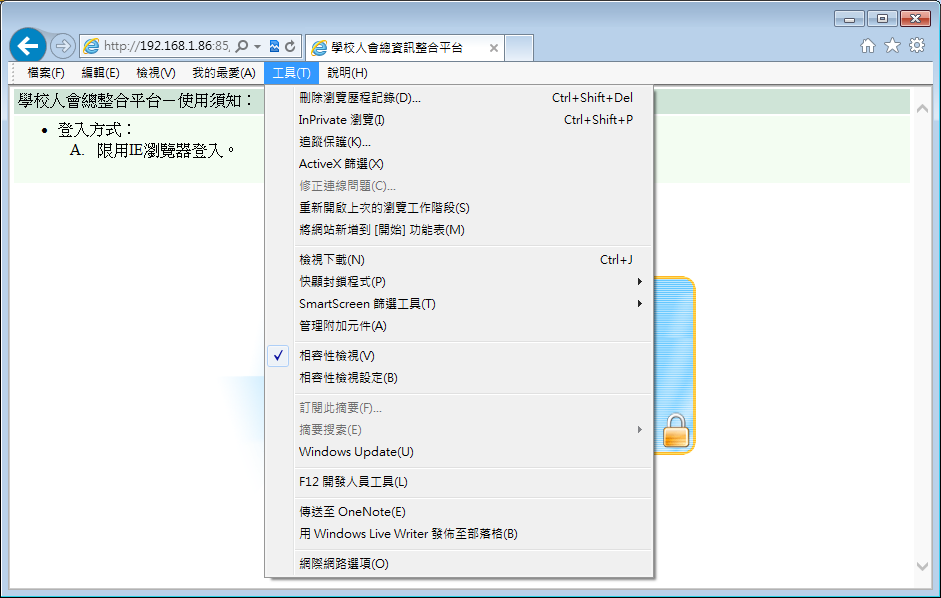 http://192.168.1.86:85,
學校人會總資訊整合平台
檔案(F) 編輯(E) 檢視(V) 我的最愛(A) 工具(T) 說明(H)
學校人會總整合平台－使用須知：
• 登入方式：
A. 限用IE瀏覽器登入。
刪除瀏覽歷程記錄(D)... Ctrl+Shift+Del
InPrivate 瀏覽(I) Ctrl+Shift+P
追蹤保護(K)...
ActiveX 篩選(X)
修正連線問題(C)...
重新開啟上次的瀏覽工作階段(S)
將網站新增到 [開始] 功能表(M)
檢視下載(N) Ctrl+J
快顯封鎖程式(P)
SmartScreen 篩選工具(T)
管理附加元件(A)
相容性檢視(V)
相容性檢視設定(B)
訂閱此摘要(F)...
摘要搜索(E)
Windows Update(U)
F12 開發人員工具(L)
傳送至 OneNote(E)
用 Windows Live Writer 發佈至部落格(B)
網際網路選項(O)